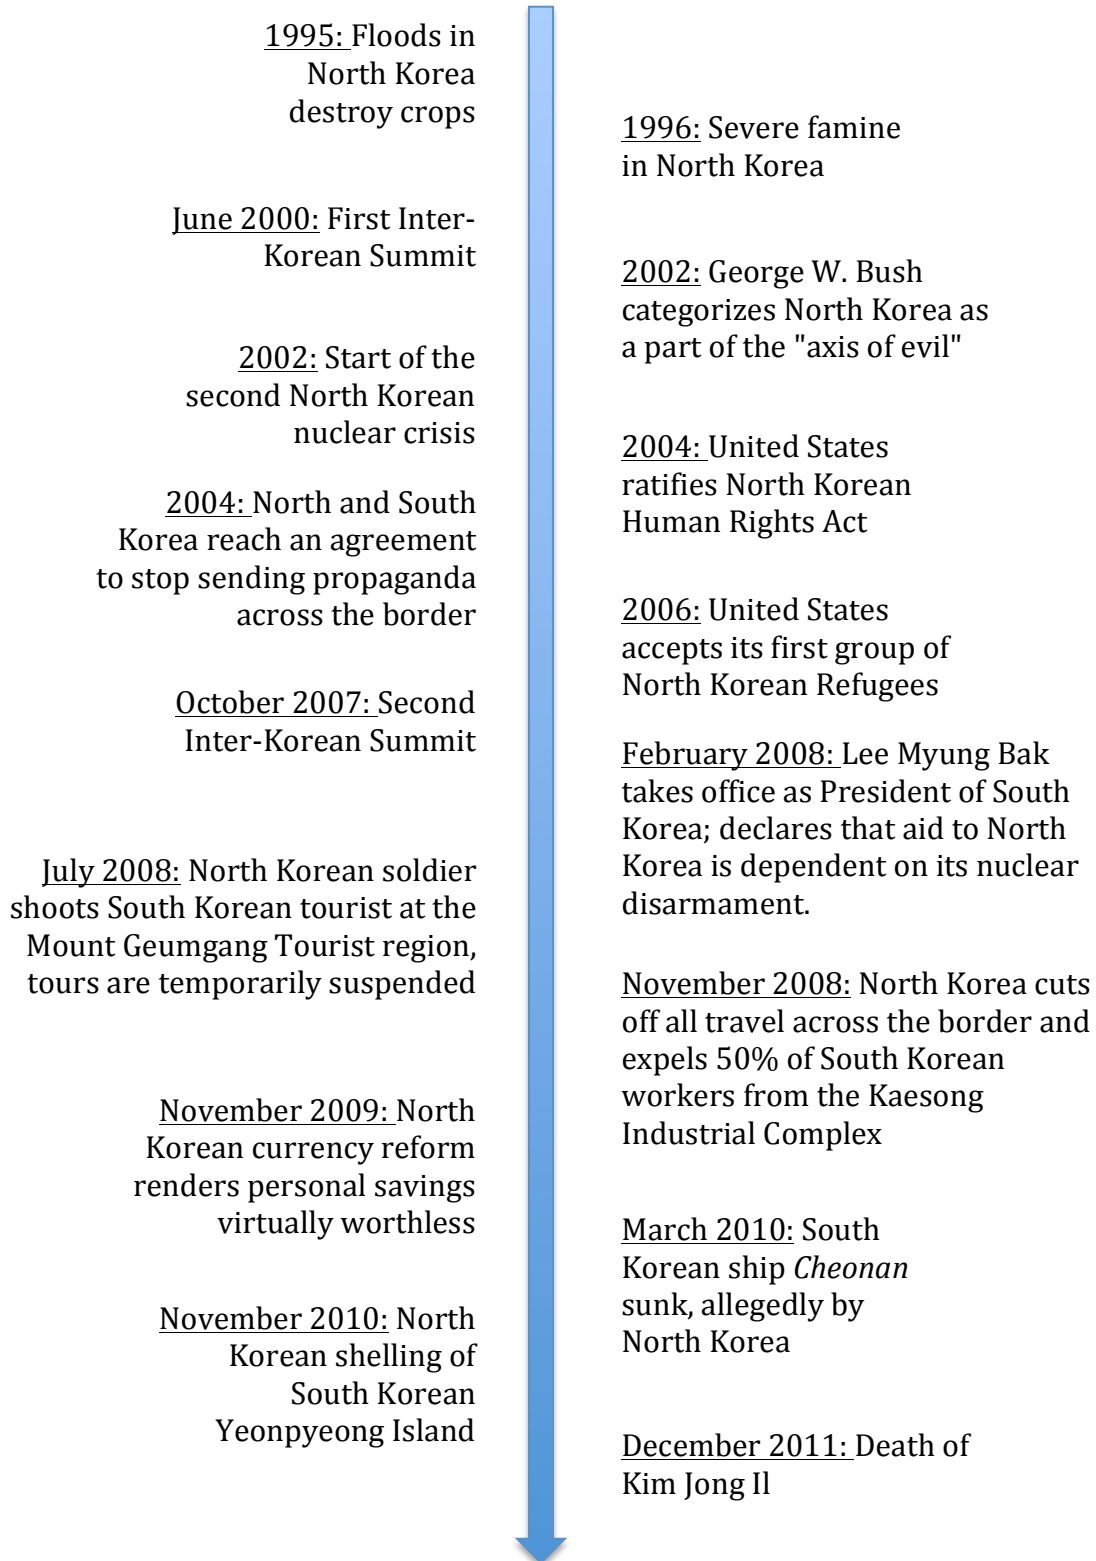 1995: Floods in
North Korea
destroy crops
1996: Severe famine
in North Korea
June 2000: First Inter-
Korean Summit
2002: George W. Bush
categorizes North Korea as
a part of the "axis of evil"
2002: Start of the
second North Korean
nuclear crisis
2004: United States
ratifies North Korean
Human Rights Act
2004: North and South
Korea reach an agreement
to stop sending propaganda
across the border
2006: United States
accepts its first group of
North Korean Refugees
October 2007: Second
Inter-Korean Summit
February 2008: Lee Myung Bak
takes office as President of South
Korea; declares that aid to North
Korea is dependent on its nuclear
disarmament.
July 2008: North Korean soldier
shoots South Korean tourist at the
Mount Geumgang Tourist region,
tours are temporarily suspended
November 2008: North Korea cuts
off all travel across the border and
expels 50% of South Korean
workers from the Kaesong
Industrial Complex
November 2009: North
Korean currency reform
renders personal savings
virtually worthless
March 2010: South
Korean ship Cheonan
sunk, allegedly by
North Korea
November 2010: North
Korean shelling of
South Korean
Yeonpyeong Island
December 2011: Death of
Kim Jong Il